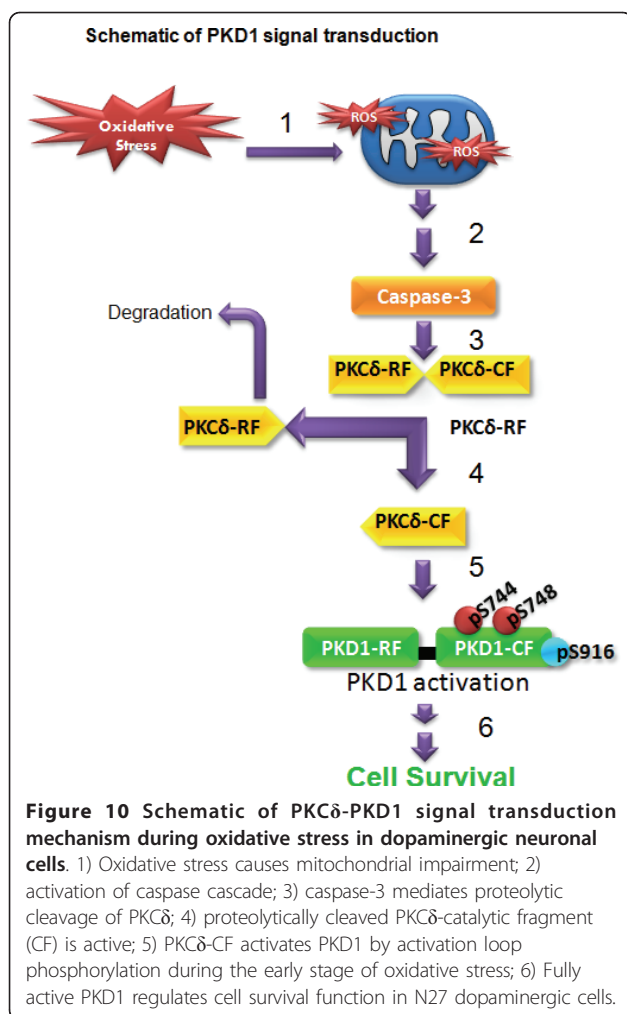 Schematic of PKD1 signal transduction
Oxidative
Stress
1
ROS
ROS
2
Caspase-3
3
Degradation
PKCδ-RF PKCδ-CF
PKCδ-RF
PKCδ-RF
4
PKCδ-CF
5
pS744
pS748
PKD1-RF
PKD1-CF
pS916
PKD1 activation
6
Cell Survival
Figure 10 Schematic of PKCδ-PKD1 signal transduction
mechanism during oxidative stress in dopaminergic neuronal
cells. 1) Oxidative stress causes mitochondrial impairment; 2)
activation of caspase cascade; 3) caspase-3 mediates proteolytic
cleavage of PKCδ; 4) proteolytically cleaved PKCδ-catalytic fragment
(CF) is active; 5) PKCδ-CF activates PKD1 by activation loop
phosphorylation during the early stage of oxidative stress; 6) Fully
active PKD1 regulates cell survival function in N27 dopaminergic cells.